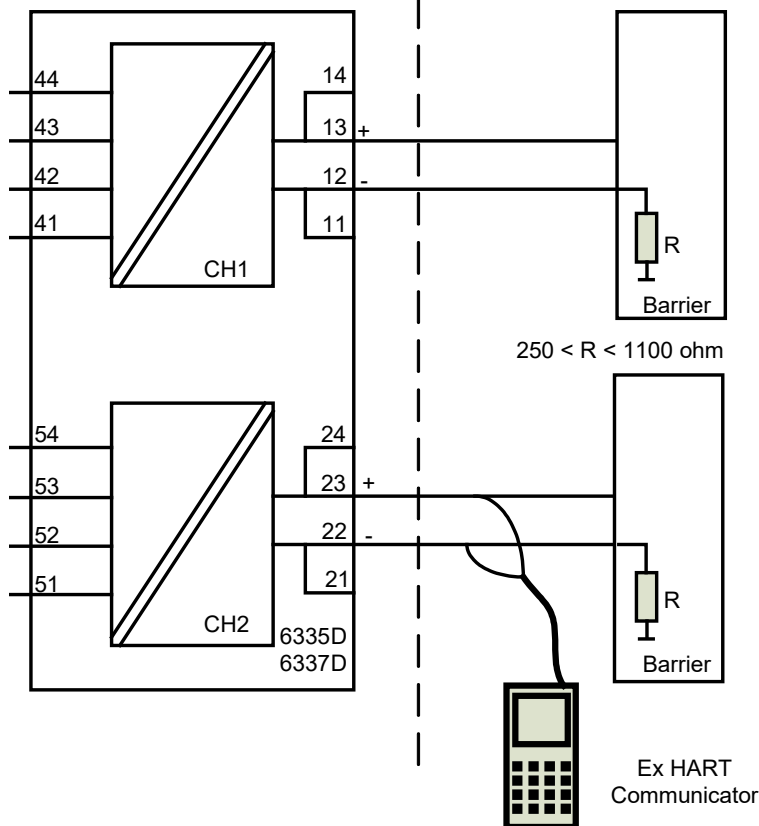 44
14
43
13 +
42
12 -
41
11
CH1
R
Barrier
250 < R < 1100 ohm
54
24
53
23 +
52
22 -
51
21
CH2
R
6335D
6337D
Barrier
Ex HART
Communicator